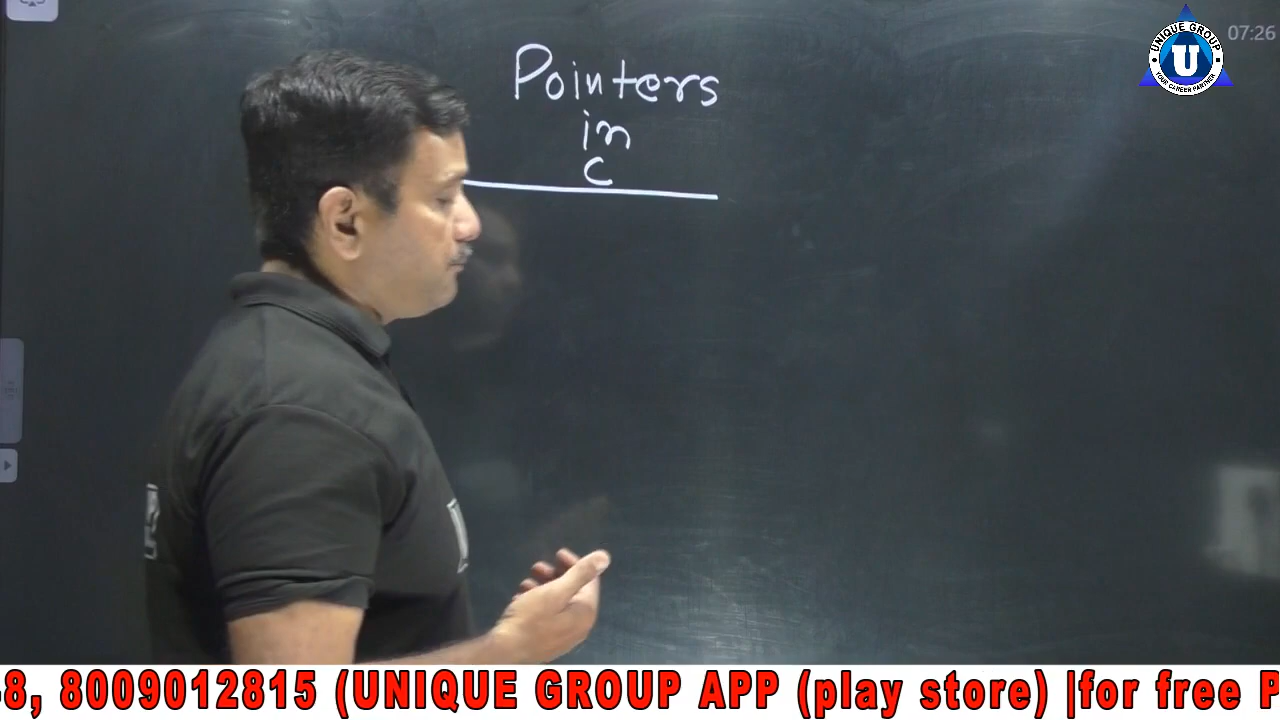 Pointers
in
C
UNIQUE GROUP
U
YOUR CAREER PARTNER
07:26
8, 8009012815 (UNIQUE GROUP APP (play store) |for free P